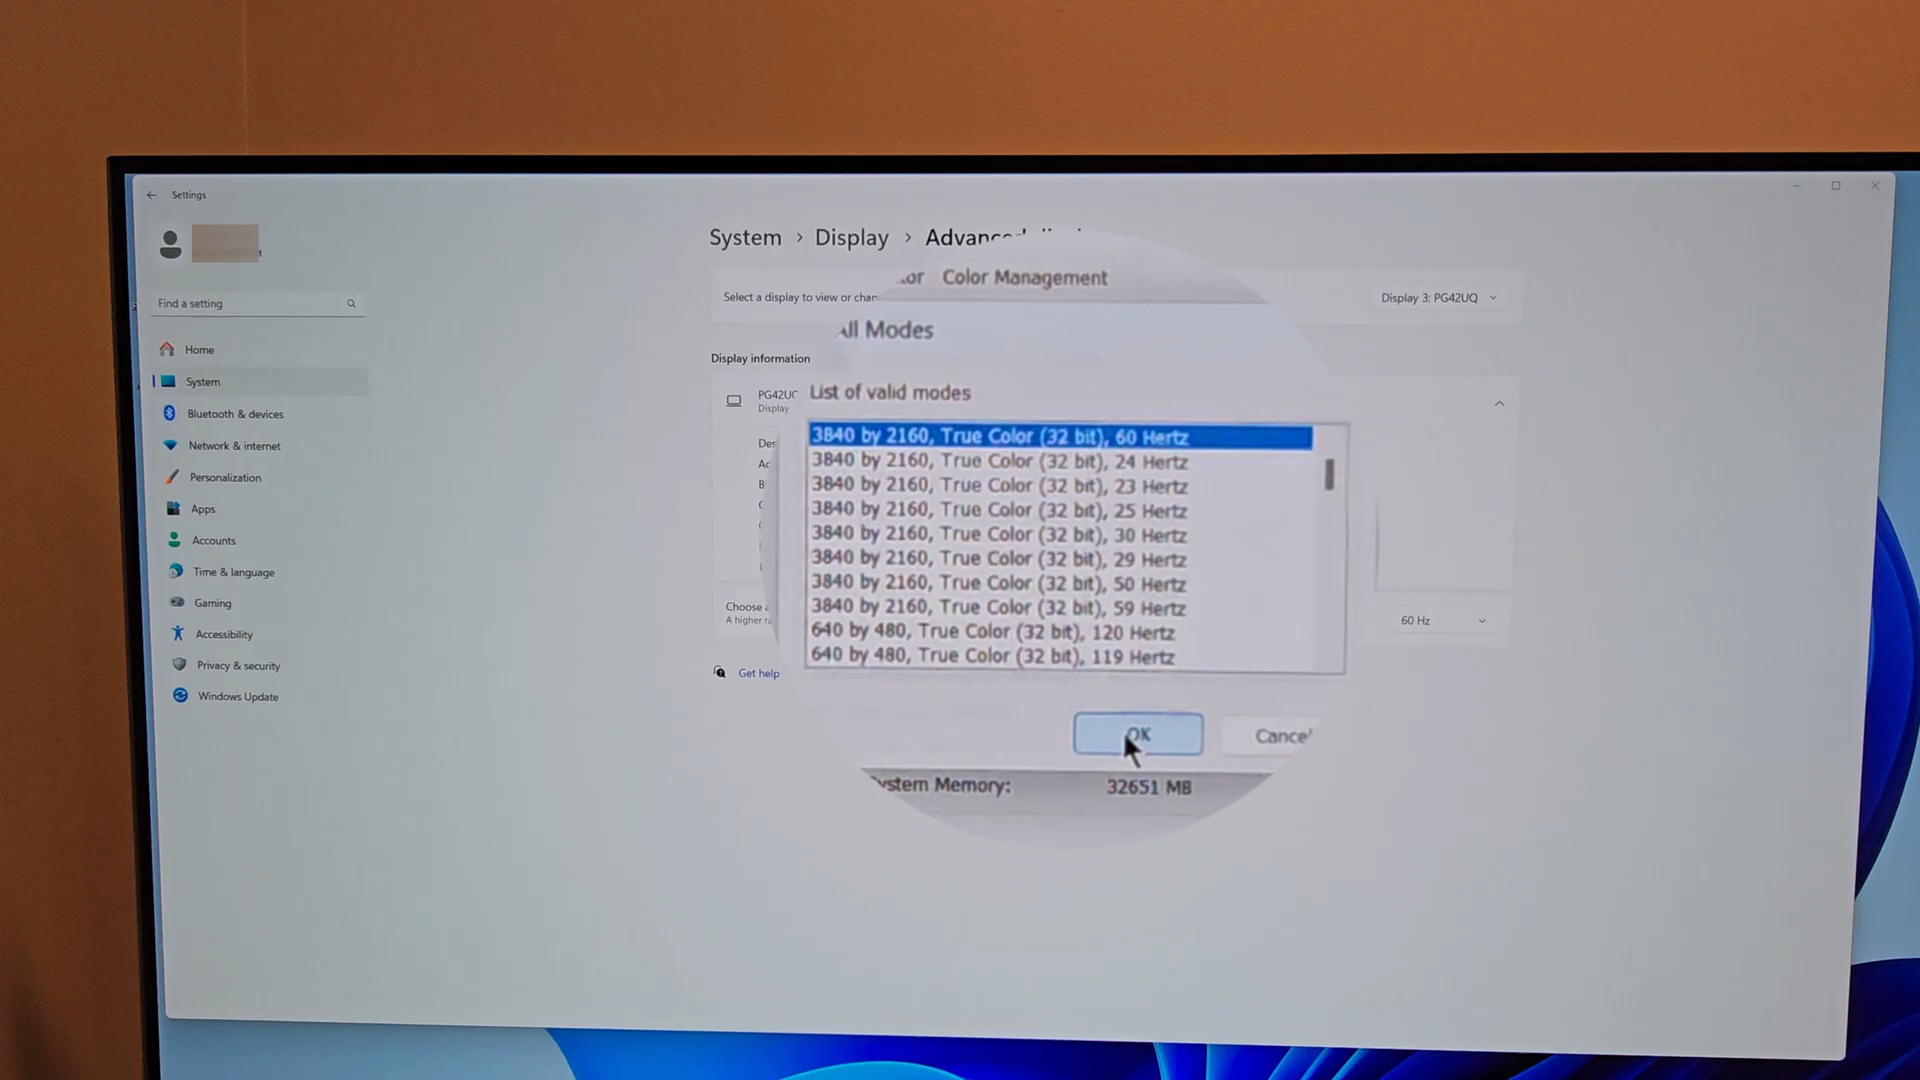 Settings
System > Display >
Color Management
Select a display to view or
Display 3: PG42UQ
All Modes
Find a setting
Display information
List of valid modes
Display
3840 by 2160, True Color (32 bit), 60 Hertz
3840 by 2160, True Color (32 bit), 24 Hertz
3840 by 2160, True Color (32 bit), 23 Hertz
3840 by 2160, True Color (32 bit), 25 Hertz
3840 by 2160, True Color (32 bit), 30 Hertz
3840 by 2160, True Color (32 bit), 29 Hertz
3840 by 2160, True Color (32 bit), 50 Hertz
3840 by 2160, True Color (32 bit), 59 Hertz
640 by 480, True Color (32 bit), 120 Hertz
640 by 480, True Color (32 bit), 119 Hertz
Home
System
Bluetooth & devices
Network & internet
Personalization
Apps
Accounts
Time & language
Gaming
Accessibility
Privacy & security
Windows Update
Choose
A higher
60 Hz
Get help
OK
Cancel
System Memory: 32651 MB